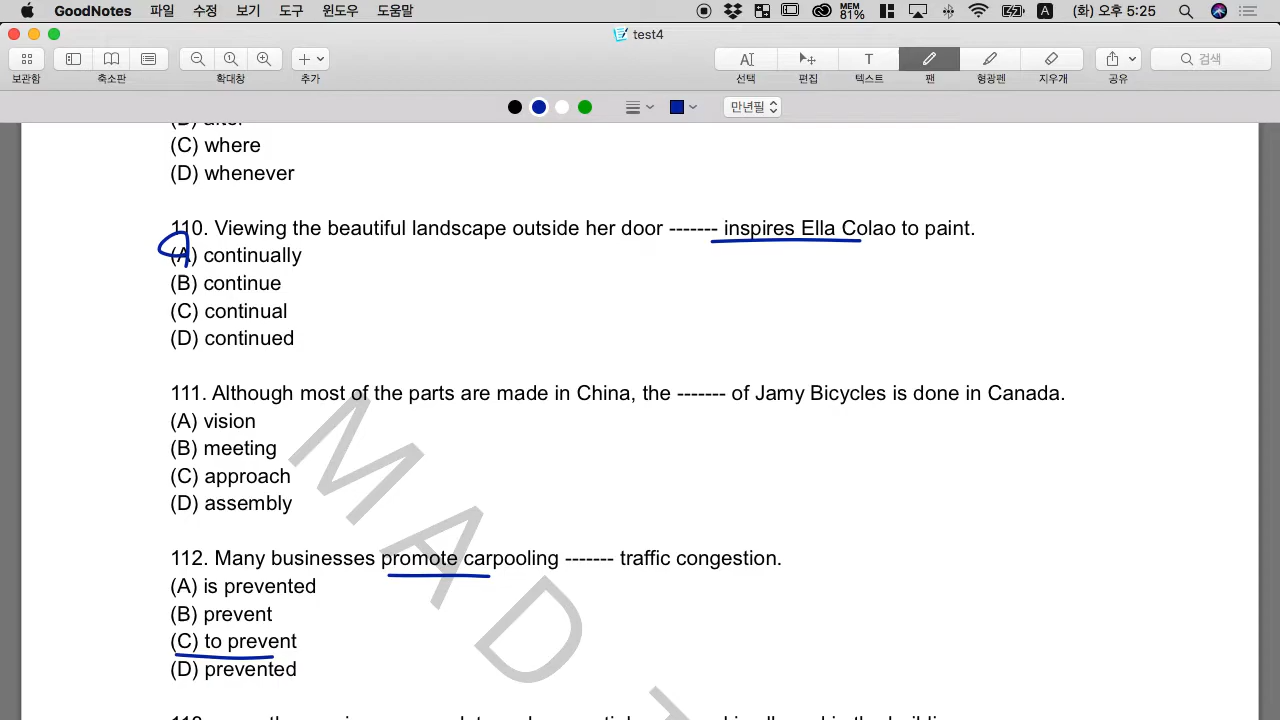 GoodNotes 파일 수정 보기 도구 윈도우 도움말 MEM 81% A (화) 오후 5:25
test4
보관함 축소판 확대창 추가 선택 편집 텍스트 펜 형광펜 지우개 공유 검색
만년필
(C) where
(D) whenever
110. Viewing the beautiful landscape outside her door ------- inspires Ella Colao to paint.
(A) continually
(B) continue
(C) continual
(D) continued
111. Although most of the parts are made in China, the ------- of Jamy Bicycles is done in Canada.
(A) vision
(B) meeting
(C) approach
(D) assembly
112. Many businesses promote carpooling ------- traffic congestion.
(A) is prevented
(B) prevent
(C) to prevent
(D) prevented
M A D